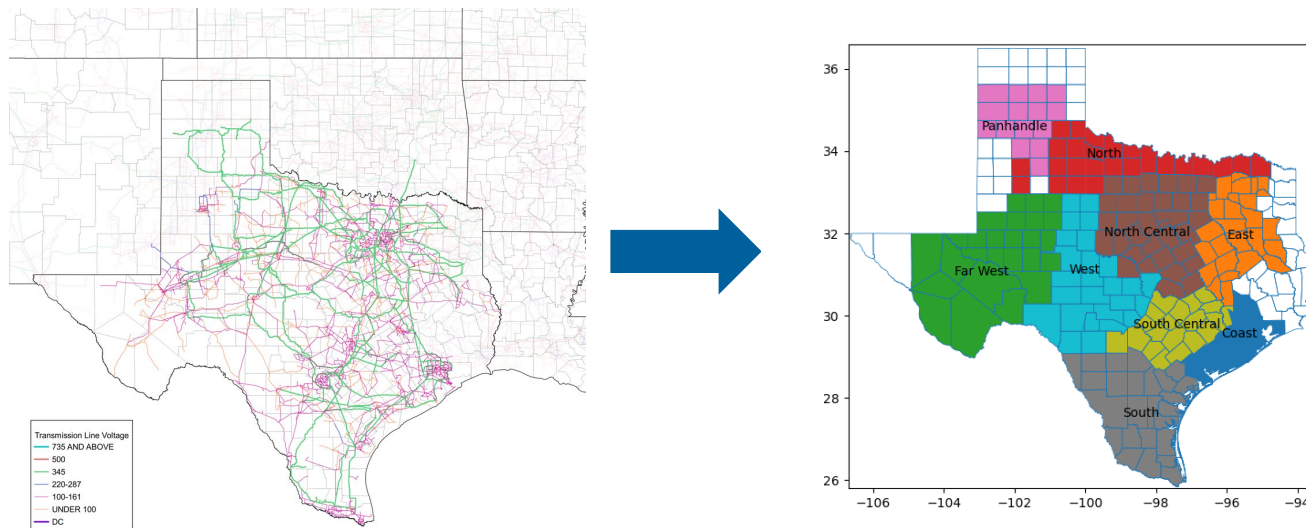 Transmission Line Voltage
735 AND ABOVE
500
345
220-287
100-161
UNDER 100
DC
36
34
32
30
28
26
−106
−104
−102
−100
−98
−96
−94
Panhandle
North
North Central
East
Far West
West
South Central
Coast
South